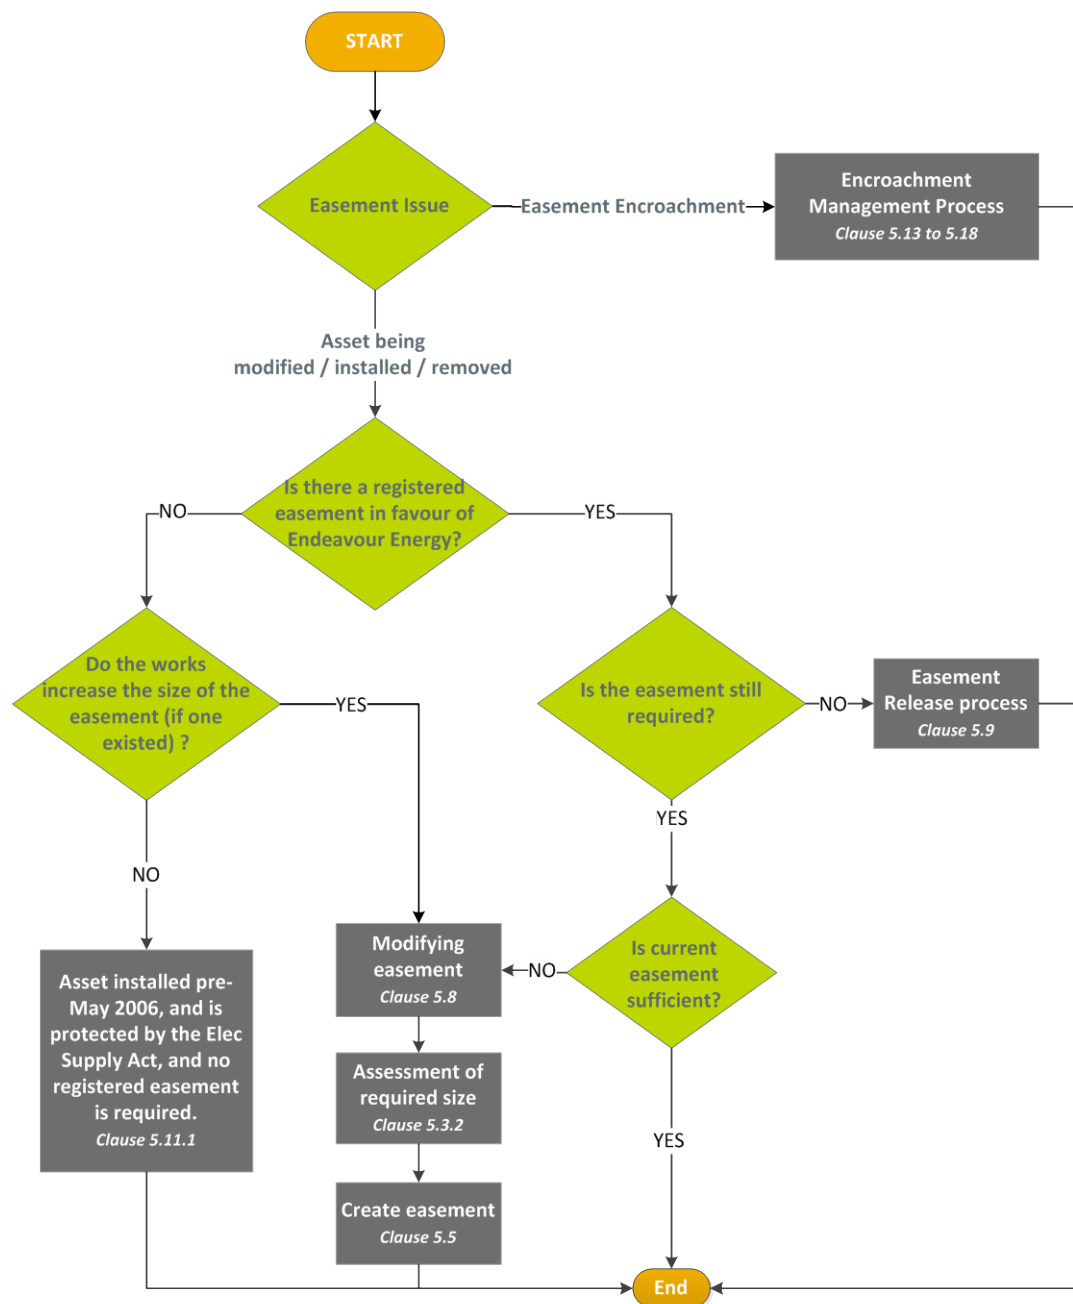 START
Easement Issue
Easement Encroachment
Encroachment
Management Process
Clause 5.13 to 5.18
Asset being
modified / installed / removed
Is there a registered
easement in favour of
Endeavour Energy?
NO
YES
Do the works
increase the size of the
easement (if one
existed) ?
YES
Is the easement still
required?
NO
Easement
Release process
Clause 5.9
YES
NO
Modifying
easement
Clause 5.8
NO
Is current
easement
sufficient?
Asset installed pre-
May 2006, and is
protected by the Elec
Supply Act, and no
registered easement
is required.
Clause 5.11.1
Assessment of
required size
Clause 5.3.2
YES
Create easement
Clause 5.5
End